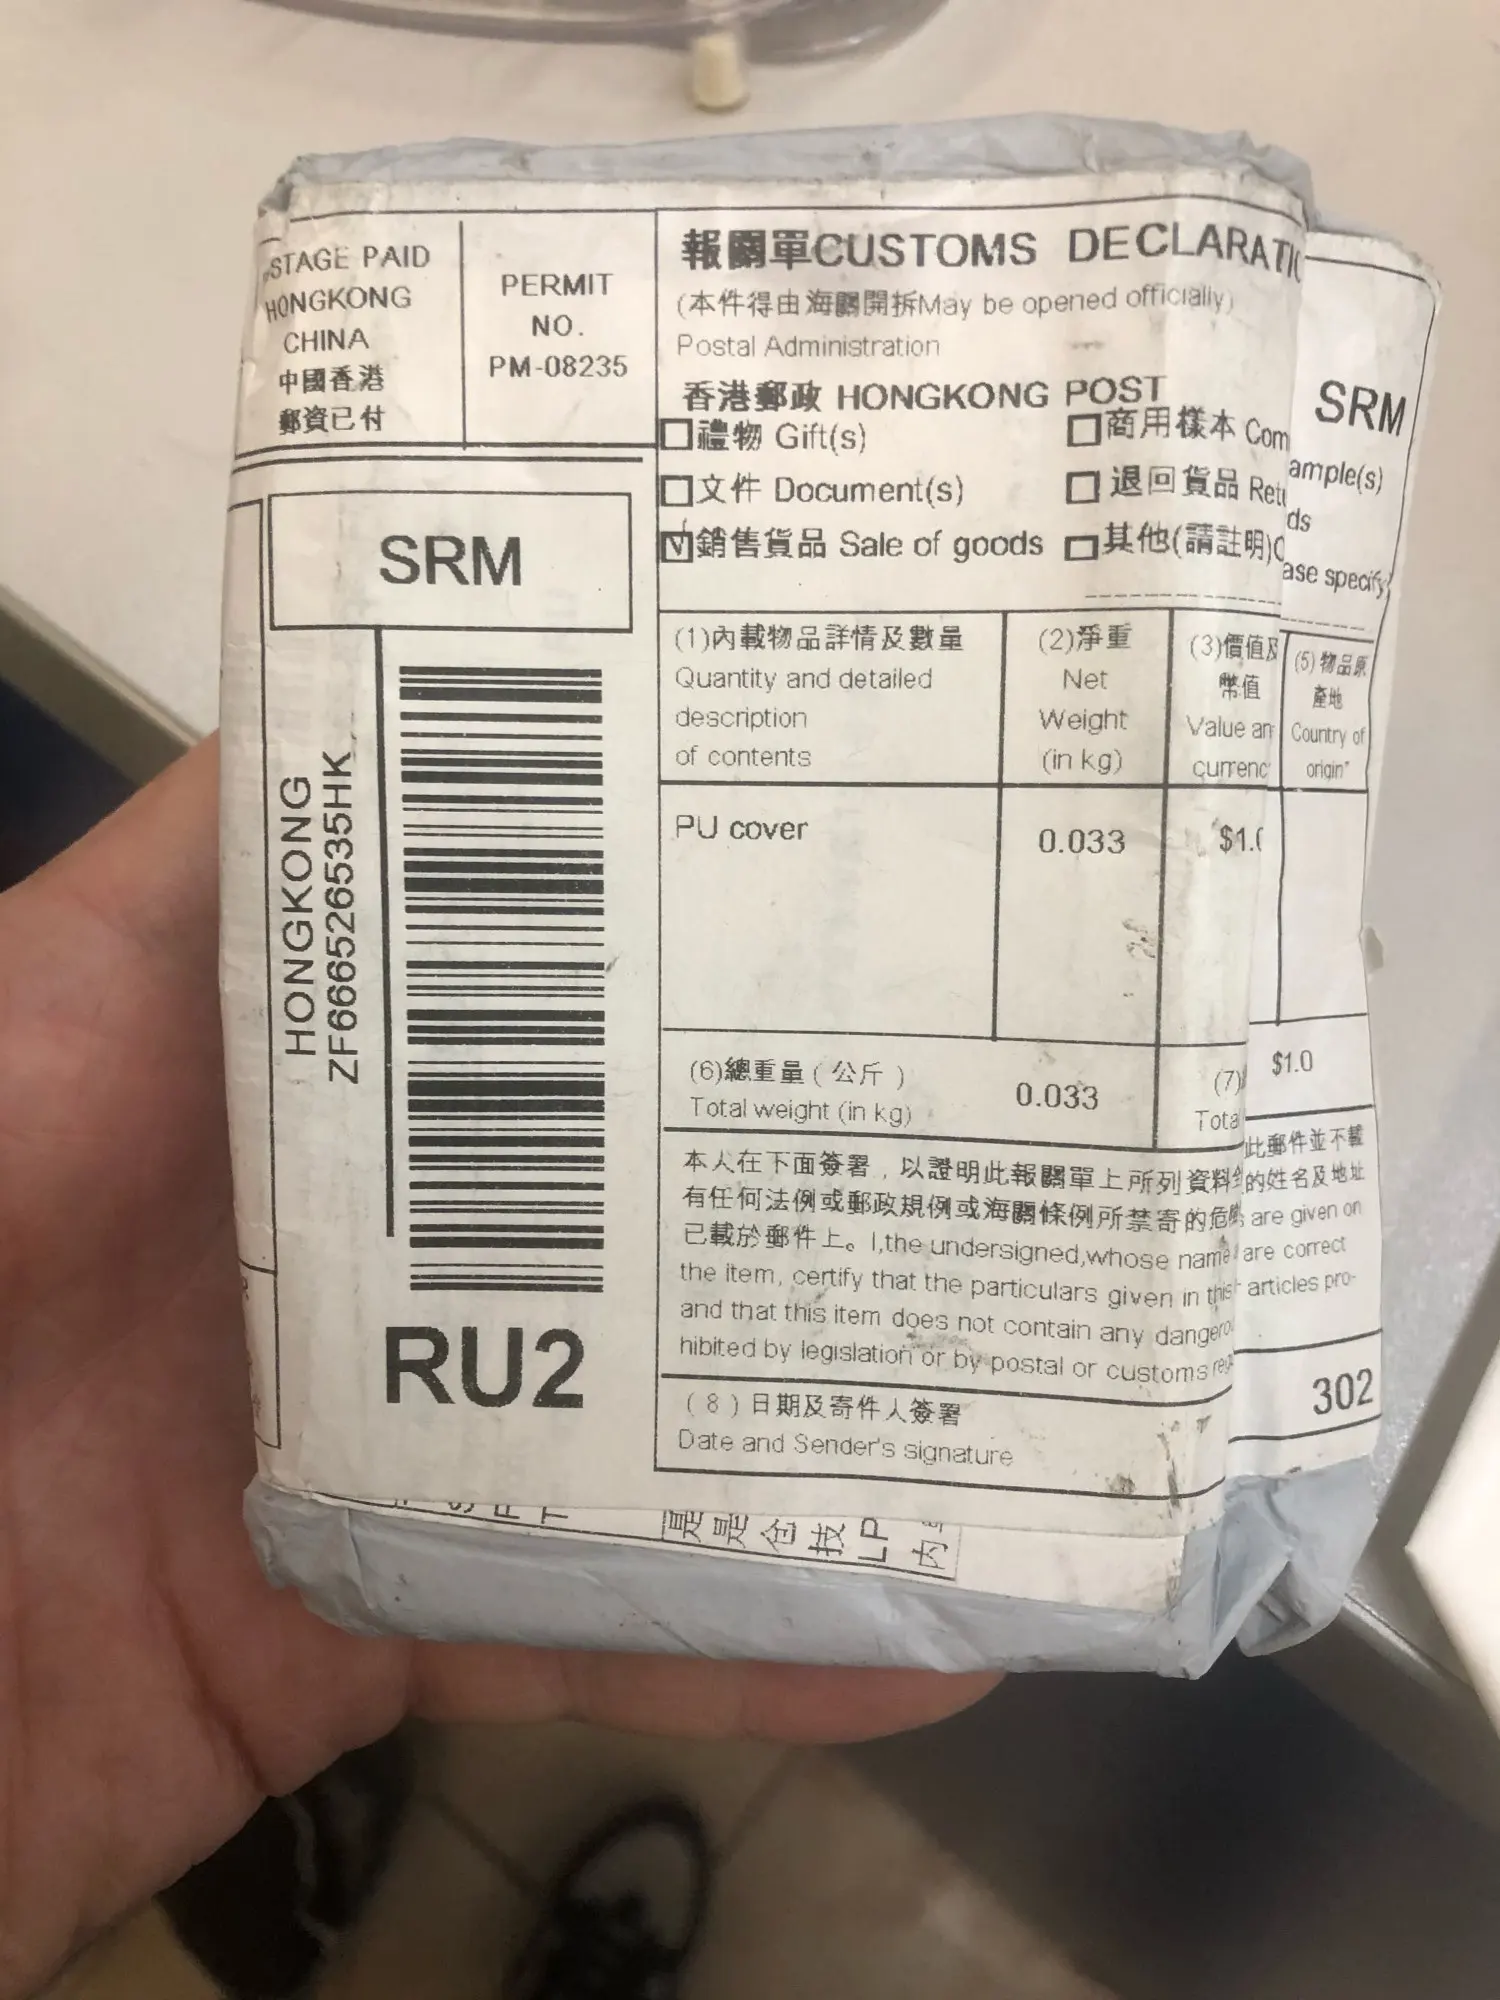 STAGE PAID
HONGKONG
CHINA
中國香港
郵資已付
PERMIT
NO.
PM-08235
SRM
HONGKONG
ZF666526535HK
RU2
報關單CUSTOMS DECLARATI
(本件得由海關開拆May be opened officially)
Postal Administration
香港郵政 HONGKONG POST
SRM
禮物 Gift(s)
商用樣本 Com
ample(s)
文件 Document(s)
退回貨品 Retu
ds
銷售貨品 Sale of goods
其他(請註明)O
ase specify)
(1)內載物品詳情及數量
Quantity and detailed
description
of contents
(2)淨重
Net
Weight
(in kg)
(3)價值及
幣值
Value an
currenc
(5)物品原
產地
Country of
origin"
PU cover
0.033
$1.0
(6)總重量(公斤)
Total weight (in kg)
0.033
(7)
Tota
$1.0
本人在下面簽署,以證明此報關單上所列資料
此郵件並不載
有任何法例或郵政規例或海關條例所禁寄的危
的姓名及地址
已載於郵件上。I,the undersigned,whose name
are given on
the item, certify that the particulars given in this
are correct
and that this item does not contain any dangero
articles pro-
hibited by legislation or by postal or customs reg
(8)日期及寄件人簽署
Date and Sender's signature
302
LP